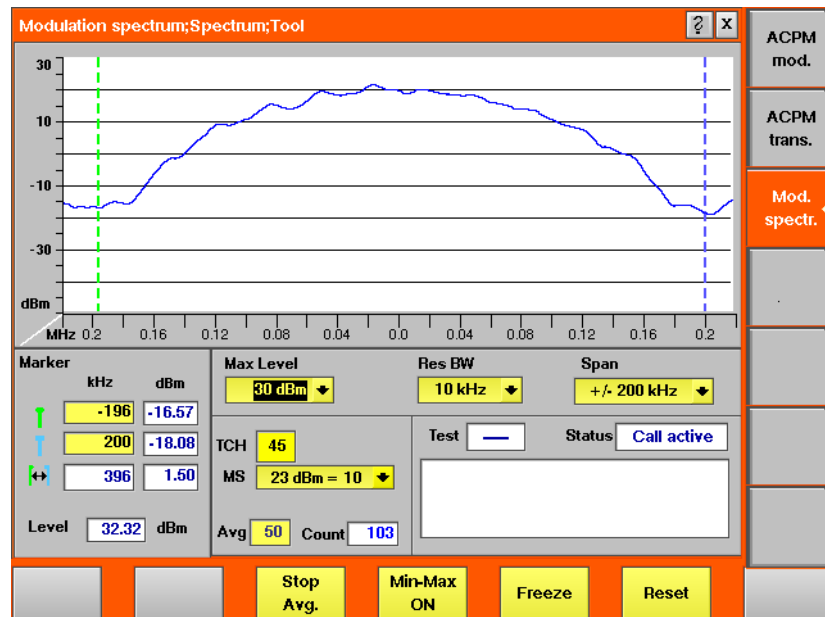 Modulation spectrum;Spectrum;Tool
? x
30
10
-10
-30
dBm
MHz 0.2 0.16 0.12 0.08 0.04 0.0 0.04 0.08 0.12 0.16 0.2
Marker
kHz dBm
-196 -16.57
200 -18.08
396 1.50
Level 32.32 dBm
Max Level
30 dBm
Res BW
10 kHz
Span
+/- 200 kHz
TCH 45
MS 23 dBm = 10
Avg 50 Count 103
Test — Status Call active
ACPM
mod.
ACPM
trans.
Mod.
spectr.
.
Stop
Avg.
Min-Max
ON
Freeze
Reset